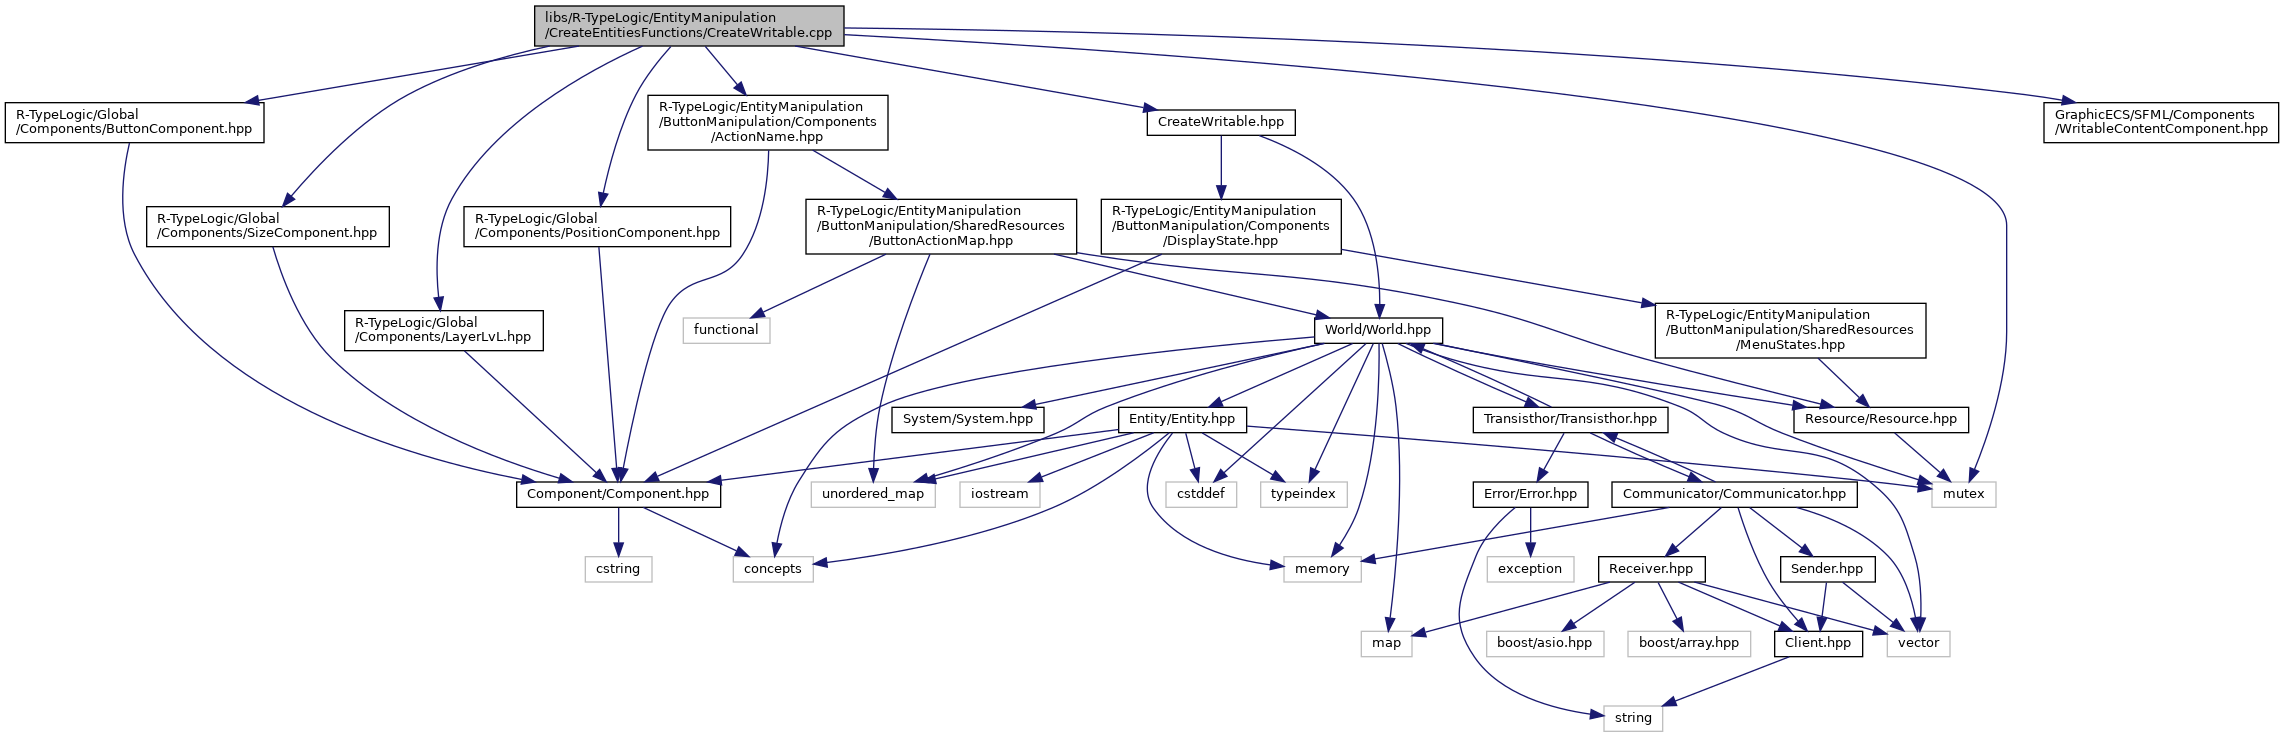 libs/R-TypeLogic/EntityManipulation
/CreateEntitiesFunctions/CreateWritable.cpp
R-TypeLogic/Global
/Components/ButtonComponent.hpp
R-TypeLogic/EntityManipulation
/ButtonManipulation/Components
/ActionName.hpp
CreateWritable.hpp
GraphicECS/SFML/Components
/WritableContentComponent.hpp
R-TypeLogic/Global
/Components/SizeComponent.hpp
R-TypeLogic/Global
/Components/PositionComponent.hpp
R-TypeLogic/EntityManipulation
/ButtonManipulation/SharedResources
/ButtonActionMap.hpp
R-TypeLogic/EntityManipulation
/ButtonManipulation/Components
/DisplayState.hpp
R-TypeLogic/Global
/Components/LayerLvL.hpp
functional
World/World.hpp
R-TypeLogic/EntityManipulation
/ButtonManipulation/SharedResources
/MenuStates.hpp
System/System.hpp
Entity/Entity.hpp
Transisthor/Transisthor.hpp
Resource/Resource.hpp
Component/Component.hpp
unordered_map
iostream
cstddef
typeindex
Error/Error.hpp
Communicator/Communicator.hpp
mutex
cstring
concepts
memory
exception
Receiver.hpp
Sender.hpp
map
boost/asio.hpp
boost/array.hpp
Client.hpp
vector
string